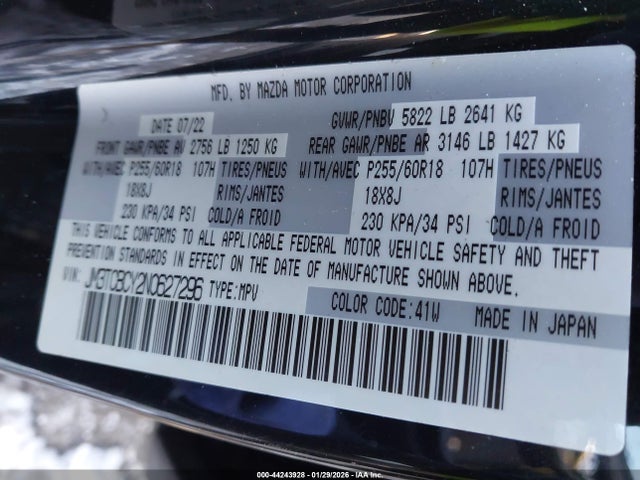 MFD. BY MAZDA MOTOR CORPORATION
DATE 07/22 GVWR/PNBV 5822 LB 2641 KG
FRONT GAWR/PNBE AV 2756 LB 1250 KG REAR GAWR/PNBE AR 3146 LB 1427 KG
WITH/AVEC P255/60R18 107H TIRES/PNEUS WITH/AVEC P255/60R18 107H TIRES/PNEUS
18X8J RIMS/JANTES 18X8J RIMS/JANTES
230 KPA/34 PSI COLD/A FROID 230 KPA/34 PSI COLD/A FROID
THIS VEHICLE CONFORMS TO ALL APPLICABLE FEDERAL MOTOR VEHICLE SAFETY AND THEFT
PREVENTION STANDARDS IN EFFECT ON THE DATE OF MANUFACTURE SHOWN ABOVE.
VIN: JM3TCBCY2N0627296 TYPE:MPV
COLOR CODE:41W MADE IN JAPAN
000-44243928 - 01/29/2026 - IAA Inc.